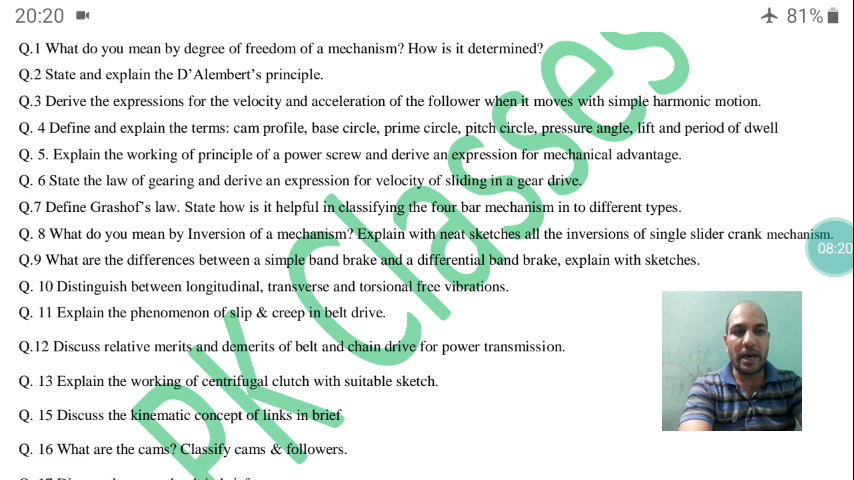 20:20
81%
Q.1 What do you mean by degree of freedom of a mechanism? How is it determined?
Q.2 State and explain the D’Alembert’s principle.
Q.3 Derive the expressions for the velocity and acceleration of the follower when it moves with simple harmonic motion.
Q. 4 Define and explain the terms: cam profile, base circle, prime circle, pitch circle, pressure angle, lift and period of dwell
Q. 5. Explain the working of principle of a power screw and derive an expression for mechanical advantage.
Q. 6 State the law of gearing and derive an expression for velocity of sliding in a gear drive.
Q.7 Define Grashof’s law. State how is it helpful in classifying the four bar mechanism in to different types.
Q. 8 What do you mean by Inversion of a mechanism? Explain with neat sketches all the inversions of single slider crank mechanism.
08:20
Q.9 What are the differences between a simple band brake and a differential band brake, explain with sketches.
Q. 10 Distinguish between longitudinal, transverse and torsional free vibrations.
Q. 11 Explain the phenomenon of slip & creep in belt drive.
Q.12 Discuss relative merits and demerits of belt and chain drive for power transmission.
Q. 13 Explain the working of centrifugal clutch with suitable sketch.
Q. 15 Discuss the kinematic concept of links in brief
Q. 16 What are the cams? Classify cams & followers.
PK Classes